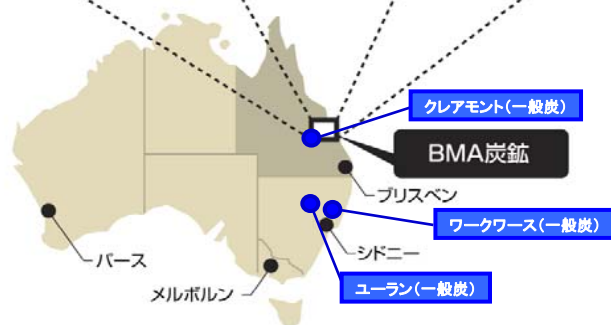 クレアモント(一般炭)
BMA炭鉱
ブリスベン
ワークワース(一般炭)
シドニー
パース
ユーラン(一般炭)
メルボルン